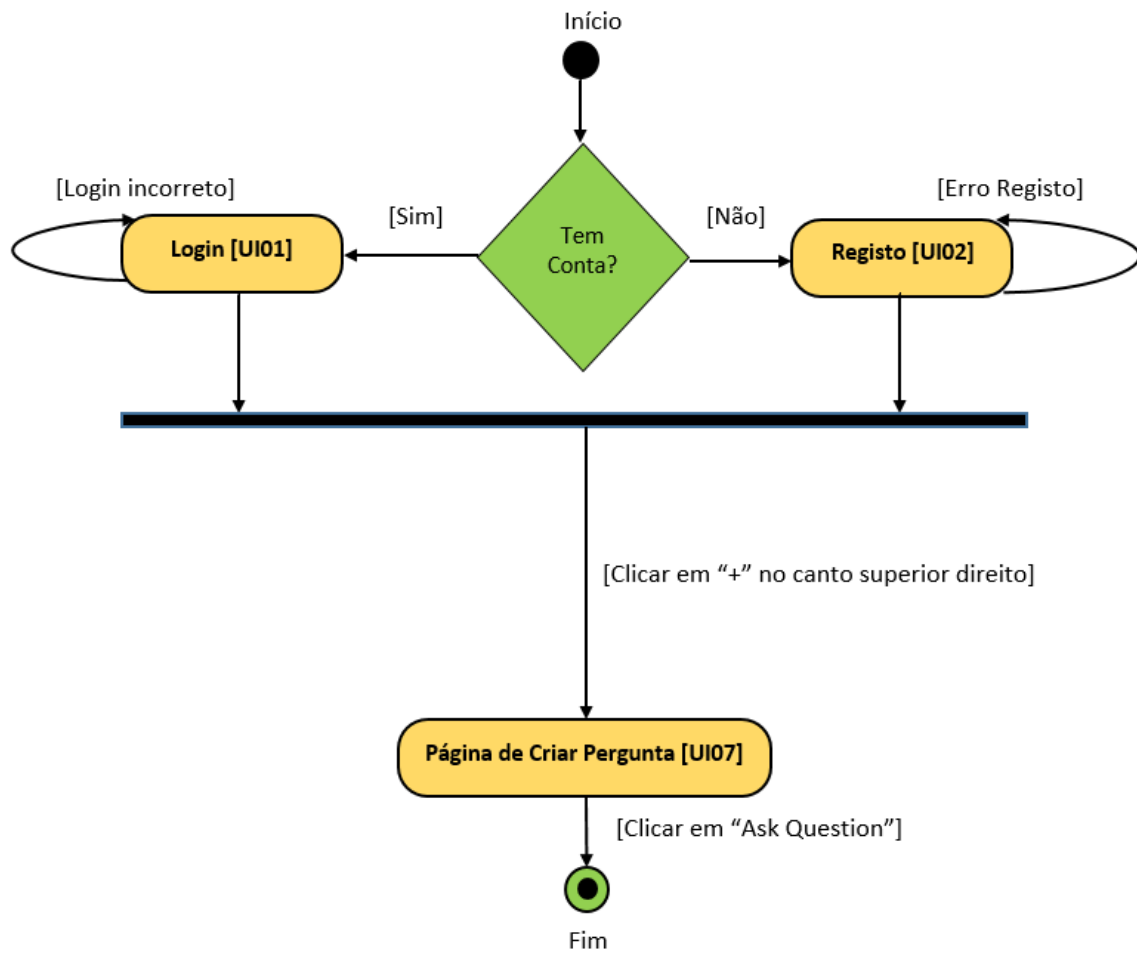 Início
[Login incorreto]
[Sim]
[Não]
[Erro Registo]
Login [UI01]
Tem
Conta?
Registo [UI02]
[Clicar em “+” no canto superior direito]
Página de Criar Pergunta [UI07]
[Clicar em “Ask Question”]
Fim